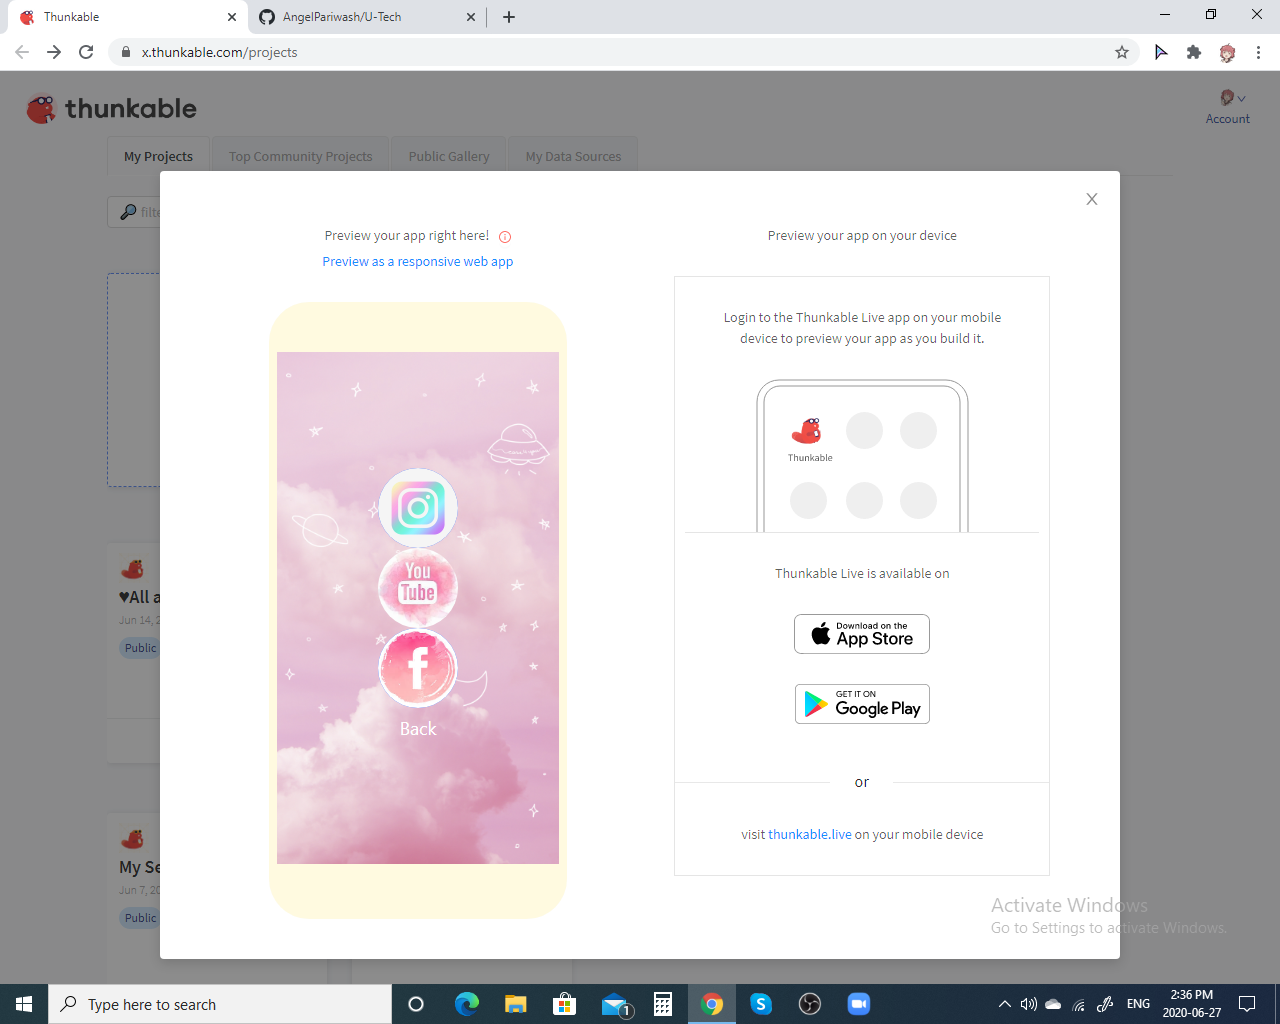 Thunkable
AngelPariwash/U-Tech
x.thunkable.com/projects
thunkable
Account
My Projects
Top Community Projects
Public Gallery
My Data Sources
filte
Preview your app right here!
Preview as a responsive web app
Preview your app on your device
Login to the Thunkable Live app on your mobile
device to preview your app as you build it.
Thunkable
You
Tube
f
Back
Thunkable Live is available on
Download on the
App Store
GET IT ON
Google Play
or
visit thunkable.live on your mobile device
♥All a
Jun 14, 2
Public
My Se
Jun 7, 20
Public
Activate Windows
Go to Settings to activate Windows.
Type here to search
1
S
ENG
2:36 PM
2020-06-27